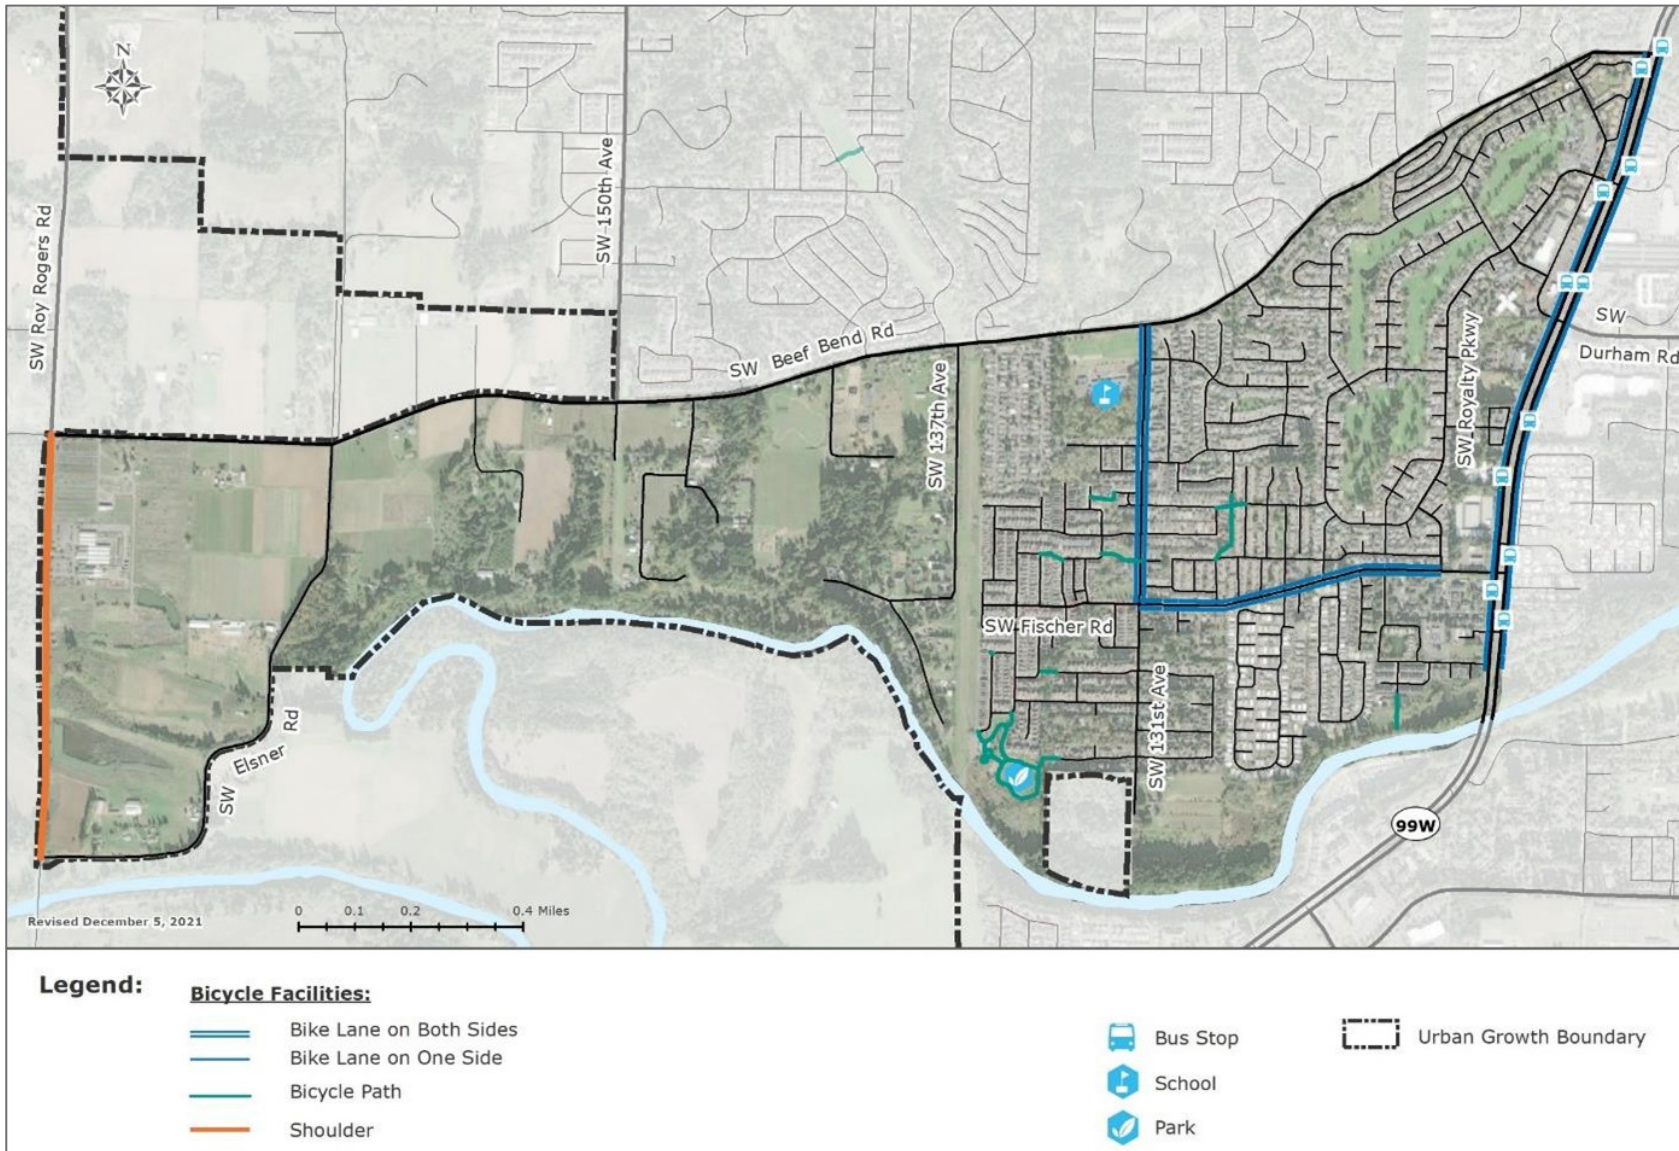 N
SW Roy Rogers Rd
SW 150th Ave
SW Beef Bend Rd
SW 137th Ave
SW Royalty Pkwy
SW
Durham Rd
SW Fischer Rd
SW 131st Ave
SW Elsner Rd
99W
Revised December 5, 2021
0 0.1 0.2 0.4 Miles
Legend:
Bicycle Facilities:
Bike Lane on Both Sides
Bike Lane on One Side
Bicycle Path
Shoulder
Bus Stop
School
Park
Urban Growth Boundary